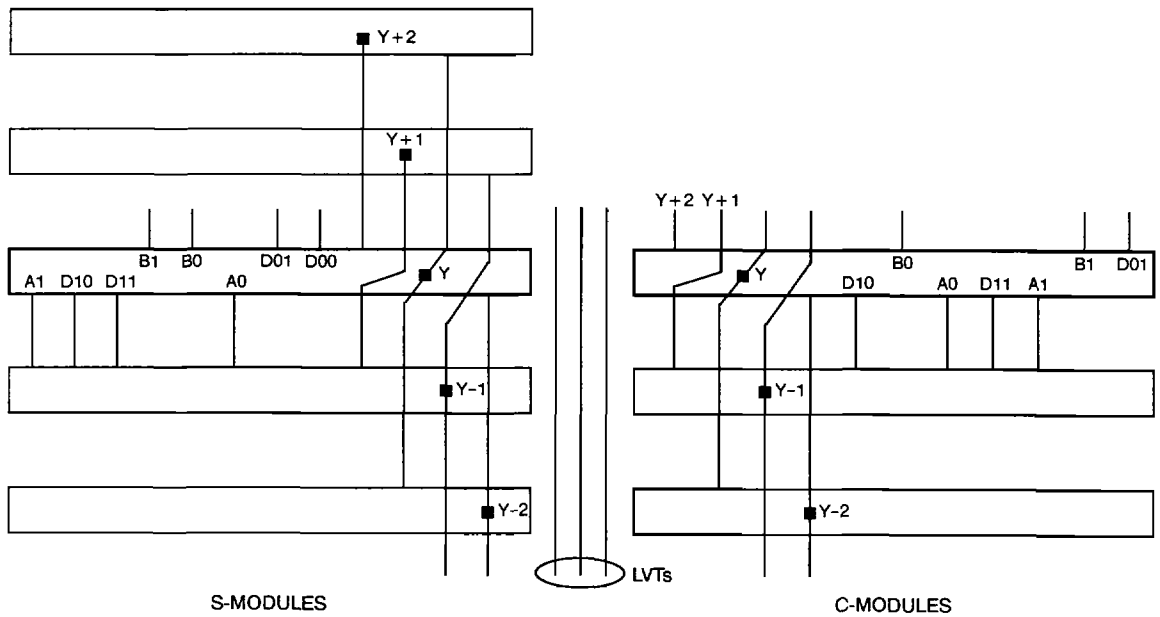 Y+2
Y+1
Y+2 Y+1
B1 B0 D01 D00
B0 B1 D01
Y
Y
A1 D10 D11 A0
D10 A0 D11 A1
Y-1
Y-1
Y-2
Y-2
LVTs
S-MODULES
C-MODULES